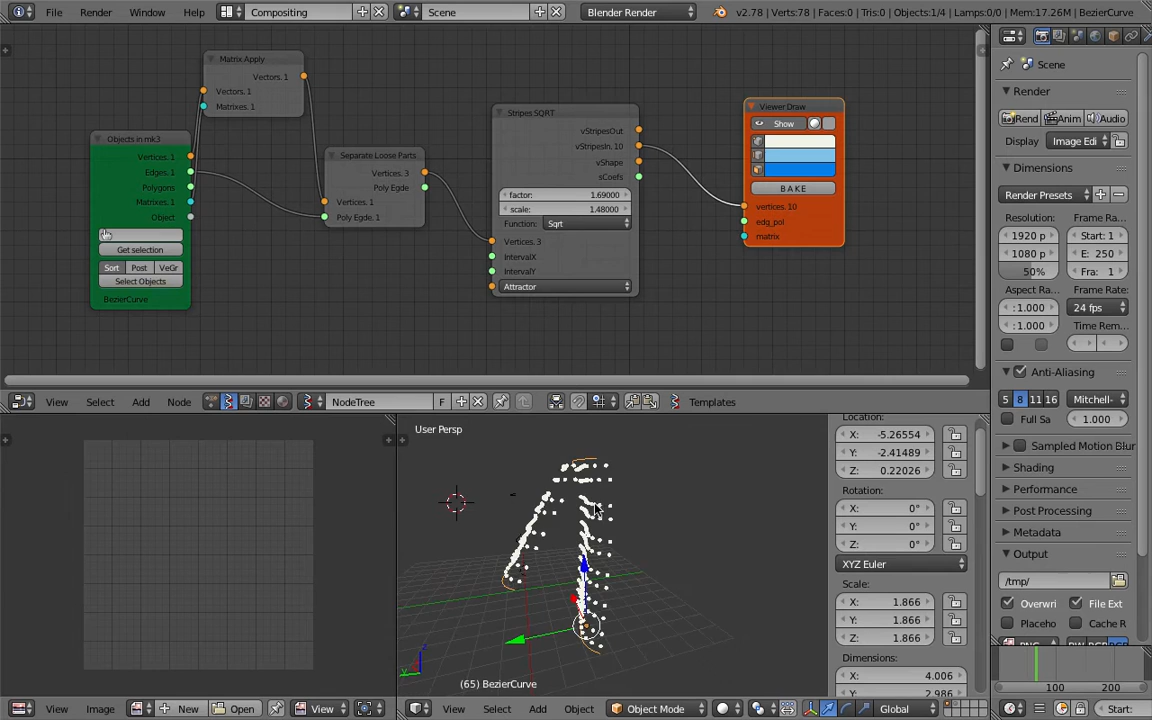 File Render Window Help Compositing Scene Blender Render v2.78 | Verts:78 | Faces:0 | Tris:0 | Objects:1/4 | Lamps:0/0 | Mem:17.26M | BezierCurve
Matrix Apply
Vectors. 1
Vectors. 1
Matrixes. 1
Objects in mk3
Vertices. 1
Edges. 1
Polygons
Matrixes. 1
Object
Get selection
Sort Post VeGr
Select Objects
BezierCurve
Separate Loose Parts
Vertices. 3
Poly Egde
Vertices. 1
Poly Egde. 1
Stripes SQRT
vStripesOut
vStripesIn. 10
vShape
sCoefs
factor: 1.69000
scale: 1.48000
Function: Sqrt
Vertices. 3
IntervalX
IntervalY
Attractor
Viewer Draw
Show
BAKE
vertices. 10
edg_pol
matrix
View Select Add Node NodeTree F Templates
Scene
Render
Rend Anim Audio
Display: Image Edi
Dimensions
Render Presets
Resolution: Frame Ra
1920 p Start: 1
1080 p E: 250
50% Fra: 1
Aspect Ra... Frame Rate:
: 1.000 24 fps
: 1.000 Time Rem...
Anti-Aliasing
5 8 11 16 Mitchell-
Full Sa 1.000
Sampled Motion Blur
Shading
Performance
Post Processing
Metadata
Output
/tmp/
Overwri File Ext
Placeho Cache R
User Persp
(65) BezierCurve
Location:
X: -5.26554
Y: -2.41489
Z: 0.22026
Rotation:
X: 0°
Y: 0°
Z: 0°
XYZ Euler
Scale:
X: 1.866
Y: 1.866
Z: 1.866
Dimensions:
X: 4.006
Y: 2.986
100 200
View Image New Open View
View Select Add Object Object Mode Global
Start: